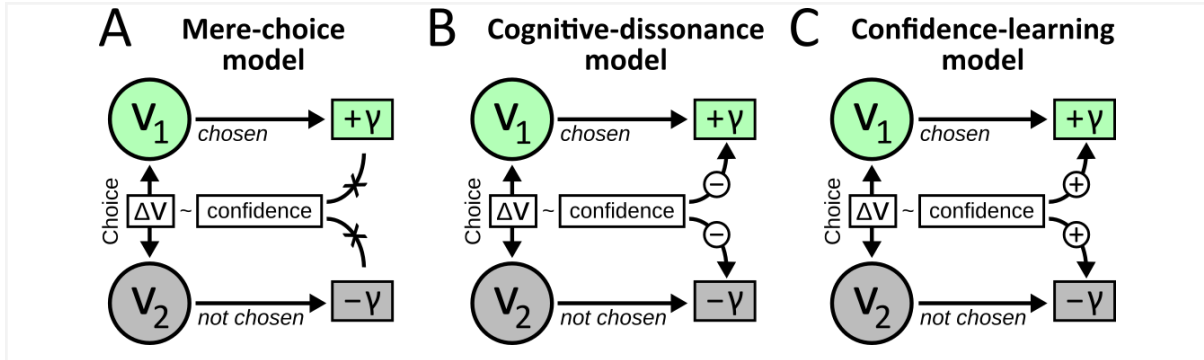 A Mere-choice model
V1 chosen +γ
Choice ΔV ~ confidence
V2 not chosen −γ
B Cognitive-dissonance model
V1 chosen +γ
Choice ΔV ~ confidence
−
−
V2 not chosen −γ
C Confidence-learning model
V1 chosen +γ
Choice ΔV ~ confidence
+
+
V2 not chosen −γ